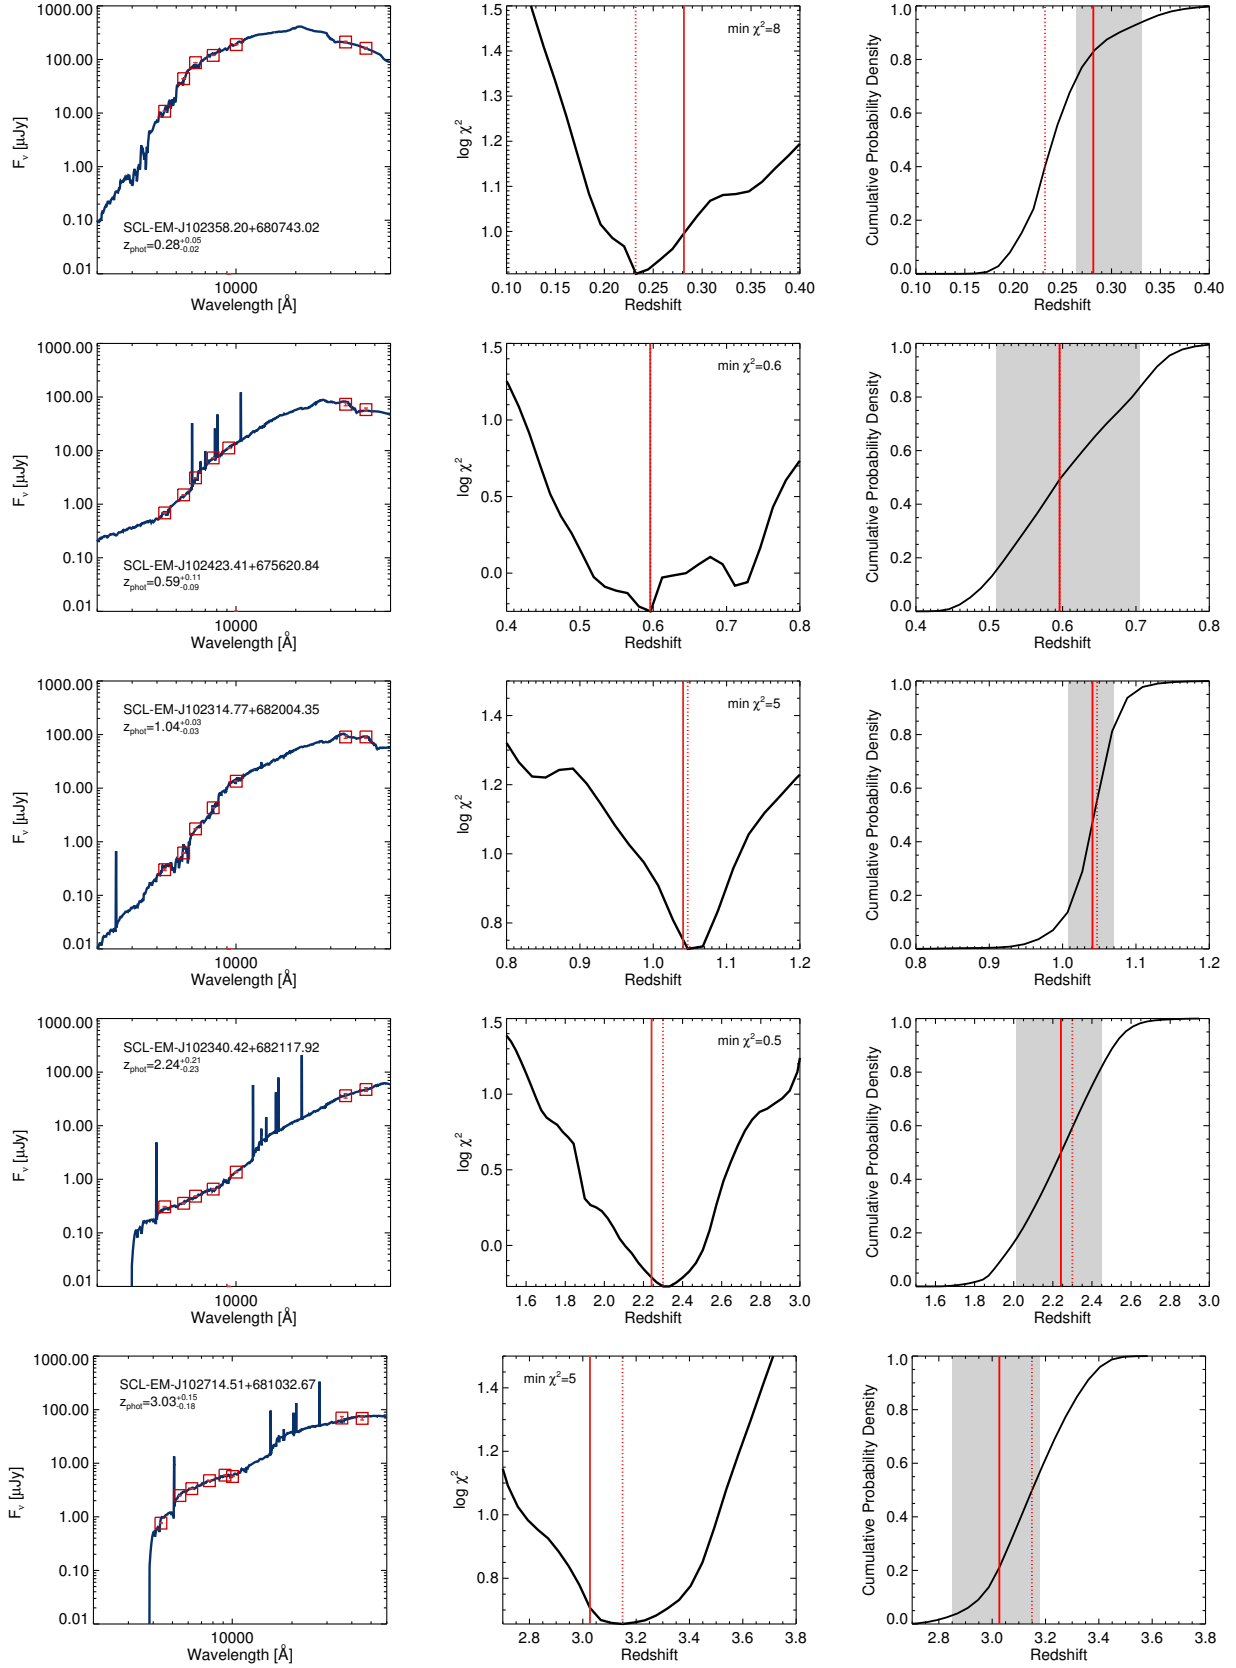 1000.00
100.00
10.00
1.00
0.10
0.01
F_ν [μJy]
SCL-EM-J102358.20+680743.02
z_phot=0.28 +0.05 -0.02
10000
Wavelength [Å]
1.5
1.4
1.3
1.2
1.1
1.0
log χ²
min χ²=8
0.10 0.15 0.20 0.25 0.30 0.35 0.40
Redshift
1.0
0.8
0.6
0.4
0.2
0.0
Cumulative Probability Density
0.10 0.15 0.20 0.25 0.30 0.35 0.40
Redshift
1000.00
100.00
10.00
1.00
0.10
0.01
F_ν [μJy]
SCL-EM-J102423.41+675620.84
z_phot=0.59 +0.11 -0.09
10000
Wavelength [Å]
1.5
1.0
0.5
0.0
log χ²
min χ²=0.6
0.4 0.5 0.6 0.7 0.8
Redshift
1.0
0.8
0.6
0.4
0.2
0.0
Cumulative Probability Density
0.4 0.5 0.6 0.7 0.8
Redshift
1000.00
100.00
10.00
1.00
0.10
0.01
F_ν [μJy]
SCL-EM-J102314.77+682004.35
z_phot=1.04 +0.03 -0.03
10000
Wavelength [Å]
1.4
1.2
1.0
0.8
log χ²
min χ²=5
0.8 0.9 1.0 1.1 1.2
Redshift
1.0
0.8
0.6
0.4
0.2
0.0
Cumulative Probability Density
0.8 0.9 1.0 1.1 1.2
Redshift
1000.00
100.00
10.00
1.00
0.10
0.01
F_ν [μJy]
SCL-EM-J102340.42+682117.92
z_phot=2.24 +0.21 -0.23
10000
Wavelength [Å]
1.5
1.0
0.5
0.0
log χ²
min χ²=0.5
1.6 1.8 2.0 2.2 2.4 2.6 2.8 3.0
Redshift
1.0
0.8
0.6
0.4
0.2
0.0
Cumulative Probability Density
1.6 1.8 2.0 2.2 2.4 2.6 2.8 3.0
Redshift
1000.00
100.00
10.00
1.00
0.10
0.01
F_ν [μJy]
SCL-EM-J102714.51+681032.67
z_phot=3.03 +0.15 -0.18
10000
Wavelength [Å]
1.4
1.2
1.0
0.8
log χ²
min χ²=5
2.8 3.0 3.2 3.4 3.6 3.8
Redshift
1.0
0.8
0.6
0.4
0.2
0.0
Cumulative Probability Density
2.8 3.0 3.2 3.4 3.6 3.8
Redshift